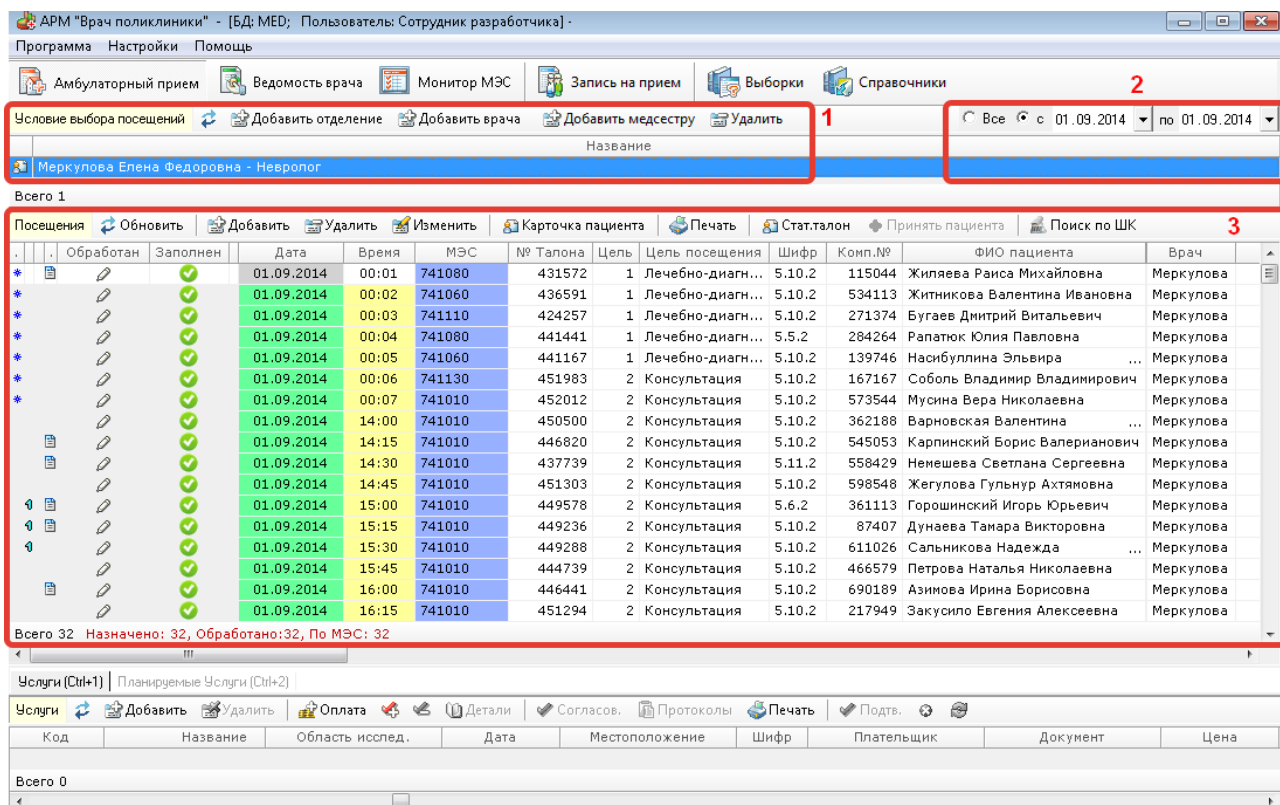 АРМ "Врач поликлиники" - [БД: MED; Пользователь: Сотрудник разработчика] -
Программа Настройки Помощь
Амбулаторный прием Ведомость врача Монитор МЭС Запись на прием Выборки Справочники
2
Условие выбора посещений Добавить отделение Добавить врача Добавить медсестру Удалить 1 Все с 01.09.2014 по 01.09.2014
Название
Меркулова Елена Федоровна - Невролог
Всего 1
Посещения Обновить Добавить Удалить Изменить Карточка пациента Печать Стат.талон Принять пациента Поиск по ШК 3
. . Обработан Заполнен Дата Время МЭС № Талона Цель Цель посещения Шифр Комп.№ ФИО пациента Врач
* 01.09.2014 00:01 741080 431572 1 Лечебно-диагн... 5.10.2 115044 Жиляева Раиса Михайловна Меркулова
* 01.09.2014 00:02 741060 436591 1 Лечебно-диагн... 5.10.2 534113 Житникова Валентина Ивановна Меркулова
* 01.09.2014 00:03 741110 424257 1 Лечебно-диагн... 5.10.2 271374 Бугаев Дмитрий Витальевич Меркулова
* 01.09.2014 00:04 741080 441441 1 Лечебно-диагн... 5.5.2 284264 Рапатюк Юлия Павловна Меркулова
* 01.09.2014 00:05 741060 441167 1 Лечебно-диагн... 5.10.2 139746 Насибуллина Эльвира ... Меркулова
* 01.09.2014 00:06 741130 451983 2 Консультация 5.10.2 167167 Соболь Владимир Владимирович Меркулова
* 01.09.2014 00:07 741010 452012 2 Консультация 5.10.2 573544 Мусина Вера Николаевна Меркулова
01.09.2014 14:00 741010 450500 2 Консультация 5.10.2 362188 Варновская Валентина ... Меркулова
01.09.2014 14:15 741010 446820 2 Консультация 5.10.2 545053 Карпинский Борис Валерианович Меркулова
01.09.2014 14:30 741010 437739 2 Консультация 5.11.2 558429 Немешева Светлана Сергеевна Меркулова
01.09.2014 14:45 741010 451303 2 Консультация 5.10.2 598548 Жегулова Гульнур Ахтямовна Меркулова
01.09.2014 15:00 741010 449578 2 Консультация 5.6.2 361113 Горошинский Игорь Юрьевич Меркулова
01.09.2014 15:15 741010 449236 2 Консультация 5.10.2 87407 Дунаева Тамара Викторовна Меркулова
01.09.2014 15:30 741010 449288 2 Консультация 5.10.2 611026 Сальникова Надежда ... Меркулова
01.09.2014 15:45 741010 444739 2 Консультация 5.10.2 466579 Петрова Наталья Николаевна Меркулова
01.09.2014 16:00 741010 446441 2 Консультация 5.10.2 690189 Азимова Ирина Борисовна Меркулова
01.09.2014 16:15 741010 451294 2 Консультация 5.10.2 217949 Закусило Евгения Алексеевна Меркулова
Всего 32 Назначено: 32, Обработано:32, По МЭС: 32
Услуги (Ctrl+1) Планируемые Услуги (Ctrl+2)
Услуги Добавить Удалить Оплата Детали Согласов. Протоколы Печать Подтв.
Код Название Область исслед. Дата Местоположение Шифр Плательщик Документ Цена
Всего 0